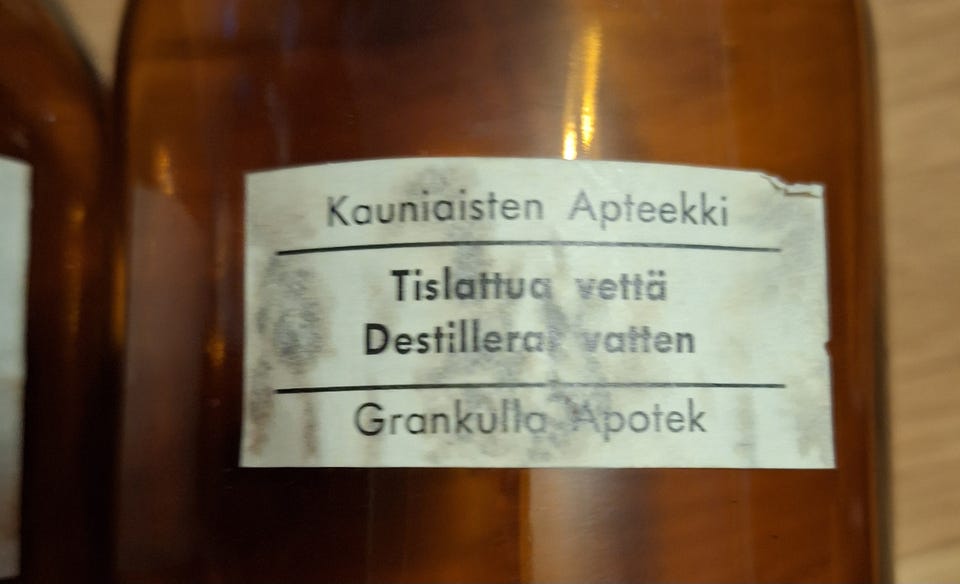 Kauniaisten Apteekki
Tislattua vettä
Destillerat vatten
Grankulla Apotek